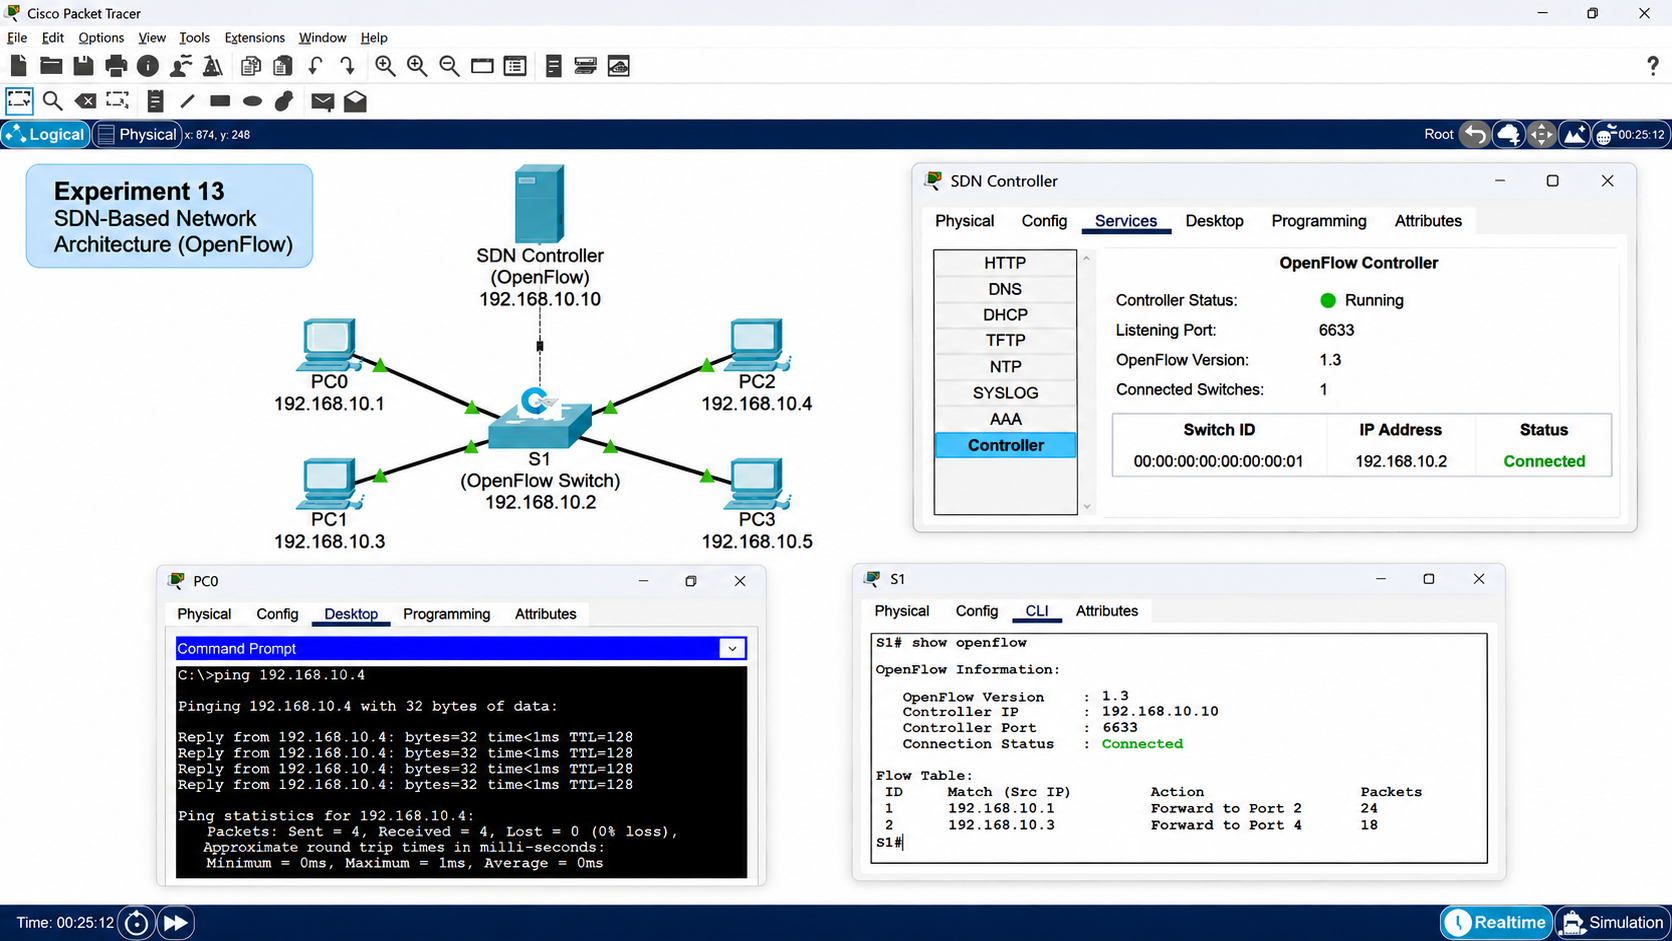 Cisco Packet Tracer
File Edit Options View Tools Extensions Window Help
?
Logical Physical x: 874, y: 248 Root 00:25:12
Experiment 13
SDN-Based Network
Architecture (OpenFlow)
SDN Controller
(OpenFlow)
192.168.10.10
PC0
192.168.10.1
PC2
192.168.10.4
S1
(OpenFlow Switch)
192.168.10.2
PC1
192.168.10.3
PC3
192.168.10.5
SDN Controller
Physical Config Services Desktop Programming Attributes
HTTP
DNS
DHCP
TFTP
NTP
SYSLOG
AAA
Controller
OpenFlow Controller
Controller Status: Running
Listening Port: 6633
OpenFlow Version: 1.3
Connected Switches: 1
Switch ID IP Address Status
00:00:00:00:00:00:00:01 192.168.10.2 Connected
PC0
Physical Config Desktop Programming Attributes
Command Prompt
C:\>ping 192.168.10.4
Pinging 192.168.10.4 with 32 bytes of data:
Reply from 192.168.10.4: bytes=32 time<1ms TTL=128
Reply from 192.168.10.4: bytes=32 time<1ms TTL=128
Reply from 192.168.10.4: bytes=32 time<1ms TTL=128
Reply from 192.168.10.4: bytes=32 time<1ms TTL=128
Ping statistics for 192.168.10.4:
Packets: Sent = 4, Received = 4, Lost = 0 (0% loss),
Approximate round trip times in milli-seconds:
Minimum = 0ms, Maximum = 1ms, Average = 0ms
S1
Physical Config CLI Attributes
S1# show openflow
OpenFlow Information:
OpenFlow Version : 1.3
Controller IP : 192.168.10.10
Controller Port : 6633
Connection Status : Connected
Flow Table:
ID Match (Src IP) Action Packets
1 192.168.10.1 Forward to Port 2 24
2 192.168.10.3 Forward to Port 4 18
S1#
Time: 00:25:12 Realtime Simulation